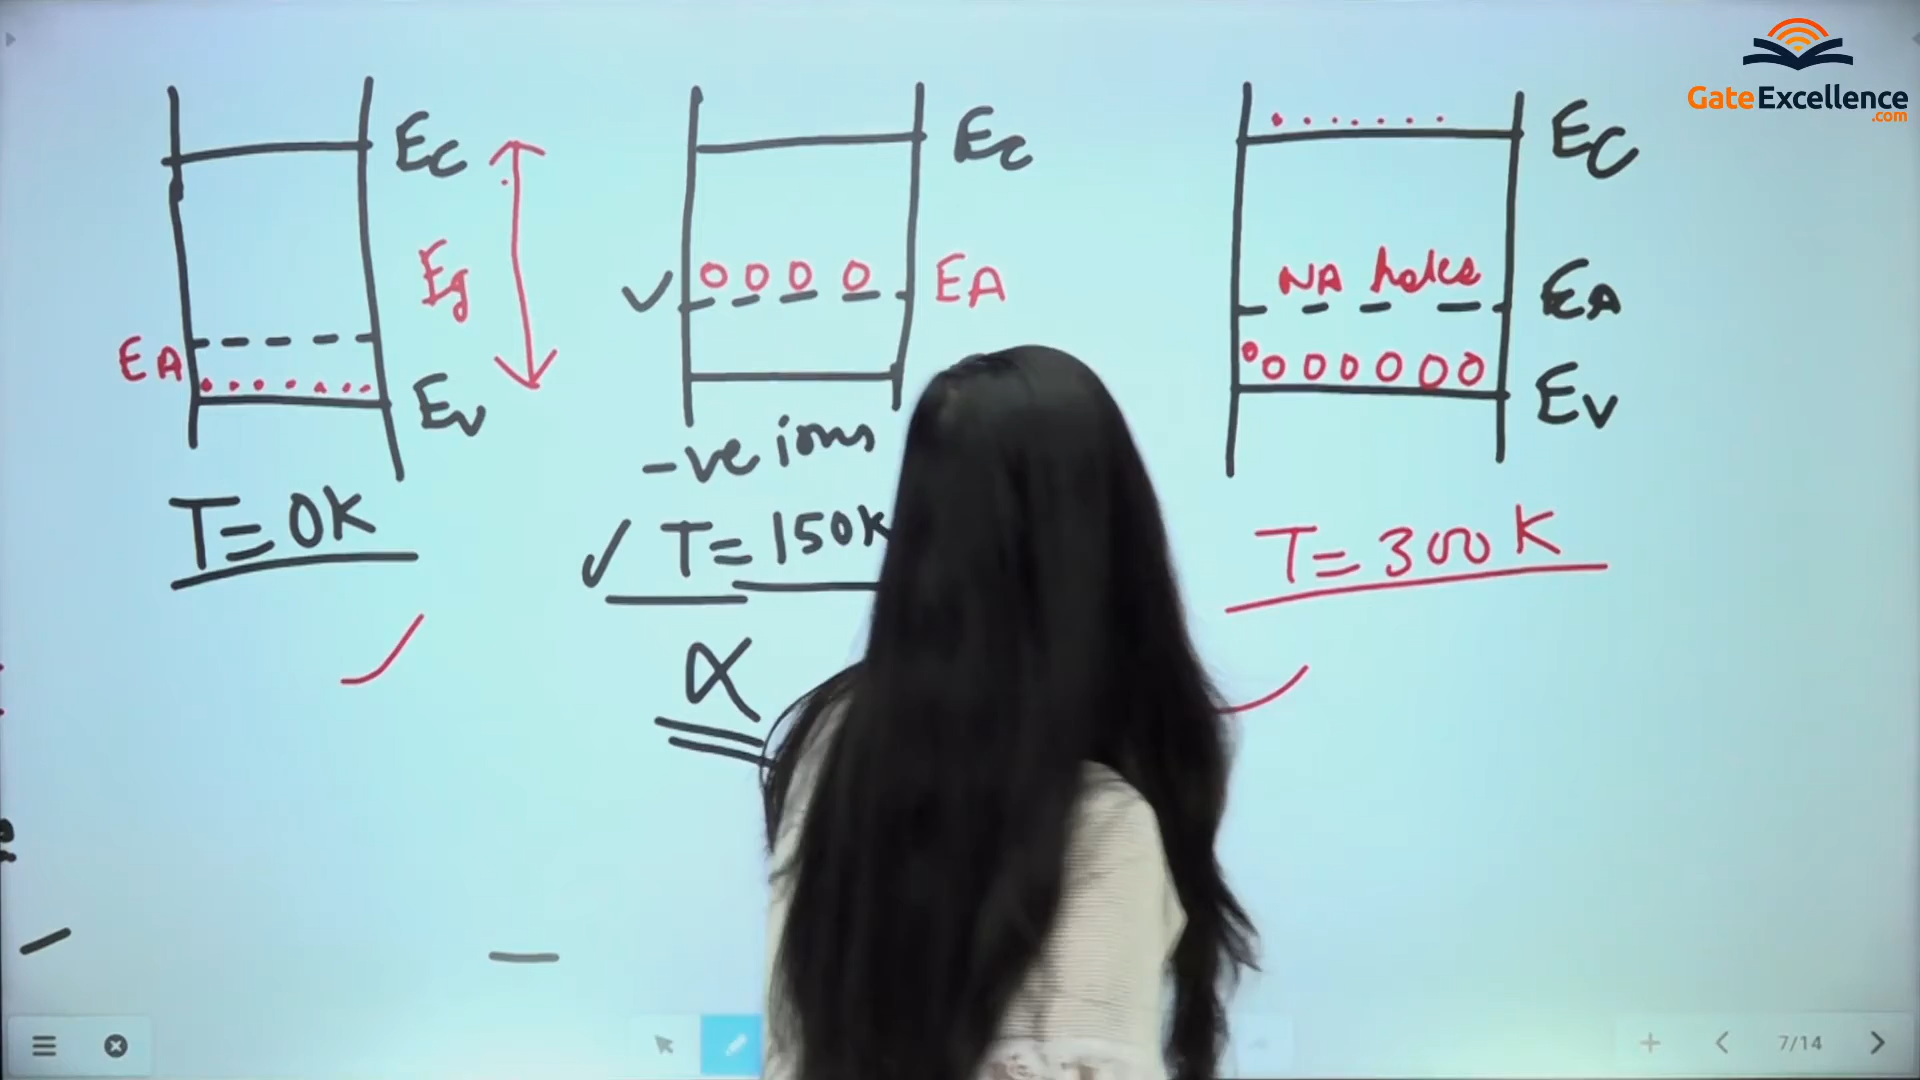 GateExcellence
.com
EC
Eg
EA
EV
T=0K
EC
EA
-ve ions
T=150K
α
EC
NA holes
EA
EV
T=300K
7/14